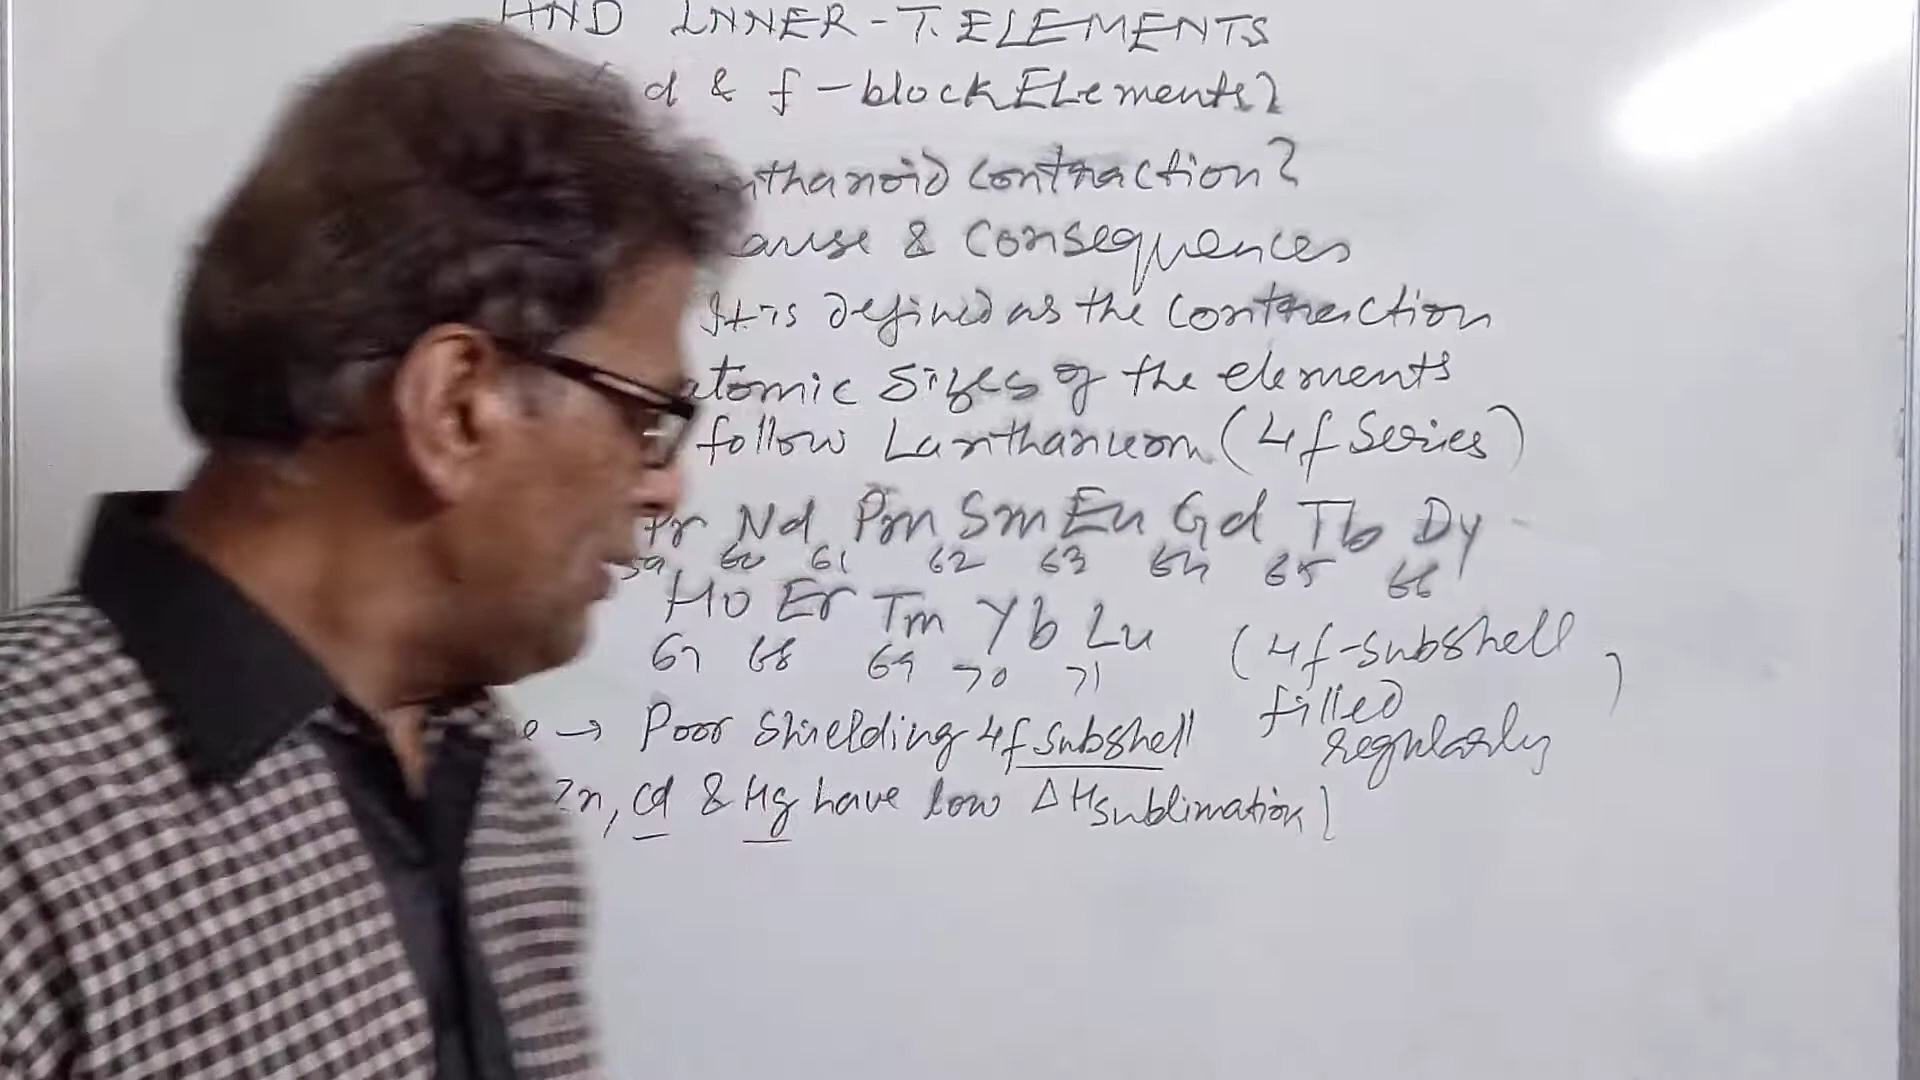 AND INNER-T. ELEMENTS
d & f-block Elements)
nthanoid contraction?
ause & Consequences
It is defined as the contraction
atomic sizes of the elements
follow Lanthanum (4f Series)
Pr Nd Pm Sm Eu Gd Tb Dy
59 60 61 62 63 64 65 66
Ho Er Tm Yb Lu (4f-subshell
67 68 69 70 71 filled regularly)
e → Poor Shielding 4f subshell
Zn, Cd & Hg have low ΔHsublimation)